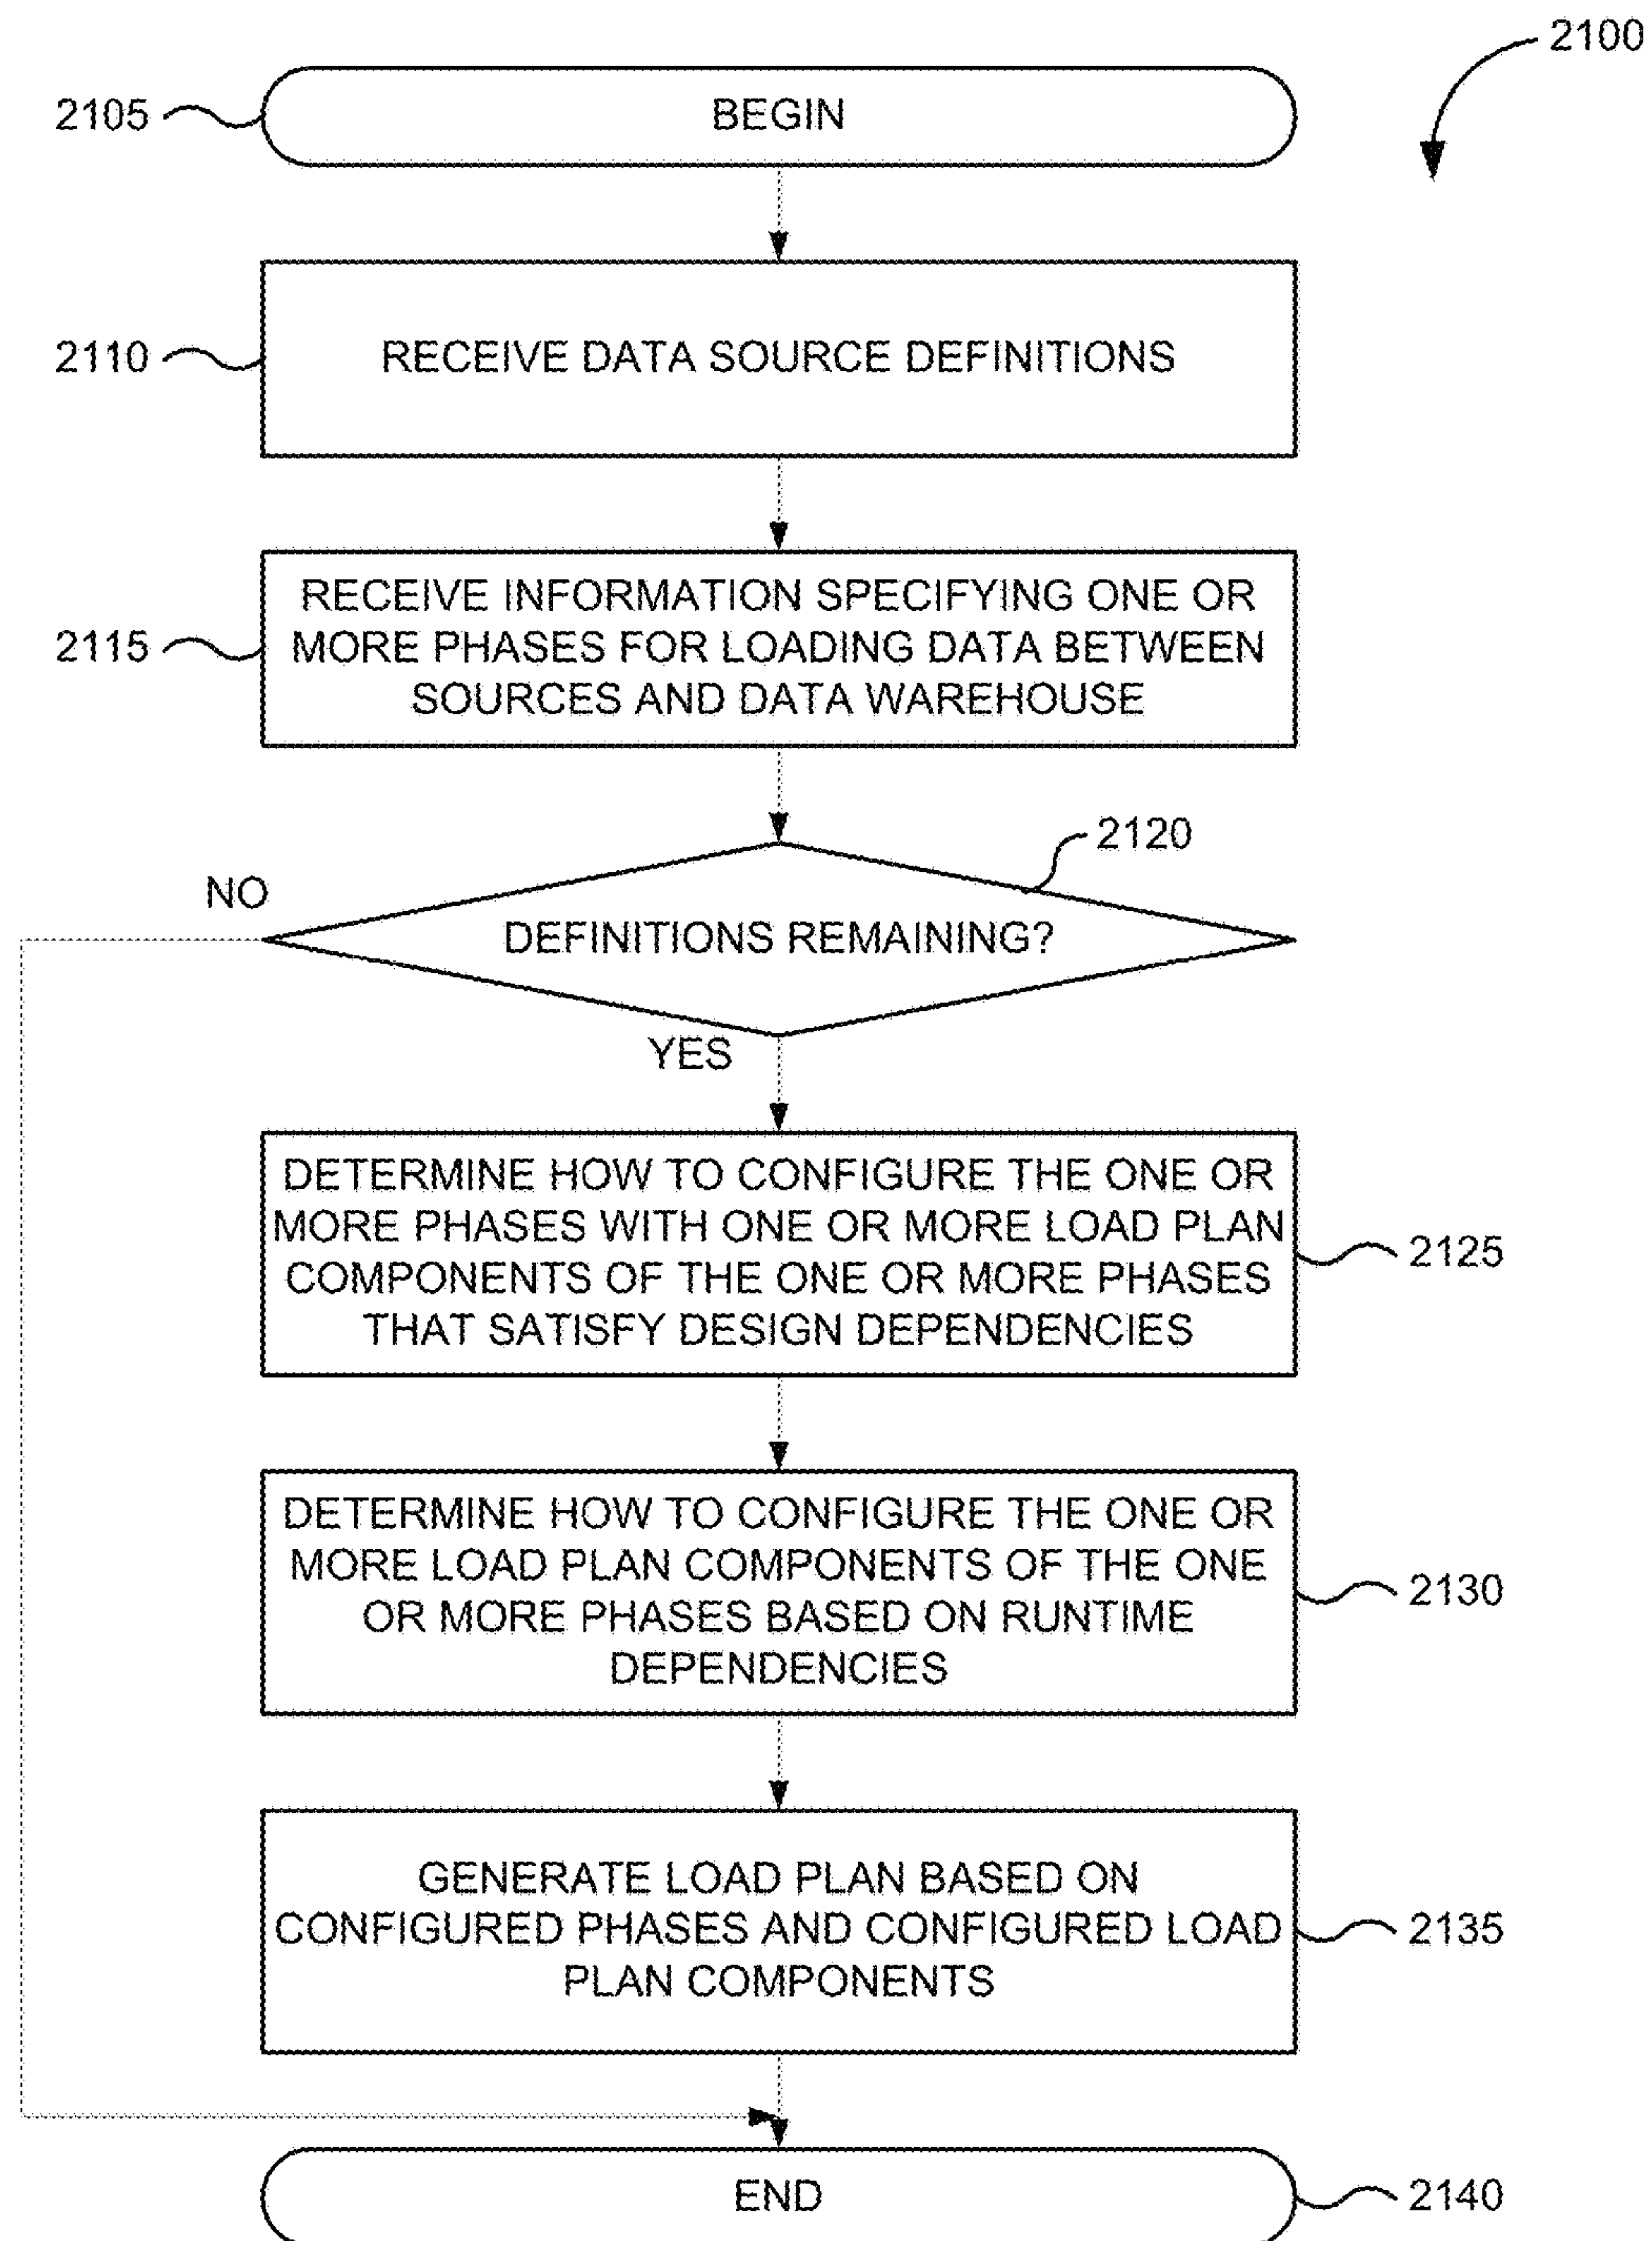 2100
2105
BEGIN
2110
RECEIVE DATA SOURCE DEFINITIONS
2115
RECEIVE INFORMATION SPECIFYING ONE OR
MORE PHASES FOR LOADING DATA BETWEEN
SOURCES AND DATA WAREHOUSE
2120
NO
DEFINITIONS REMAINING?
YES
DETERMINE HOW TO CONFIGURE THE ONE OR
MORE PHASES WITH ONE OR MORE LOAD PLAN
COMPONENTS OF THE ONE OR MORE PHASES
THAT SATISFY DESIGN DEPENDENCIES
2125
DETERMINE HOW TO CONFIGURE THE ONE OR
MORE LOAD PLAN COMPONENTS OF THE ONE
OR MORE PHASES BASED ON RUNTIME
DEPENDENCIES
2130
GENERATE LOAD PLAN BASED ON
CONFIGURED PHASES AND CONFIGURED LOAD
PLAN COMPONENTS
2135
END
2140